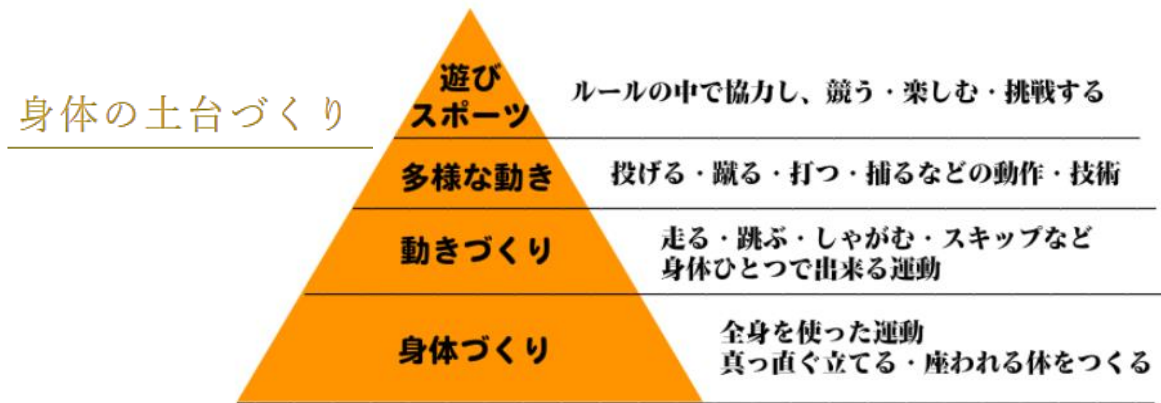 身体の土台づくり
遊び
スポーツ
ルールの中で協力し、競う・楽しむ・挑戦する
多様な動き
投げる・蹴る・打つ・捕るなどの動作・技術
動きづくり
走る・跳ぶ・しゃがむ・スキップなど
身体ひとつで出来る運動
身体づくり
全身を使った運動
真っ直ぐ立てる・座われる体をつくる